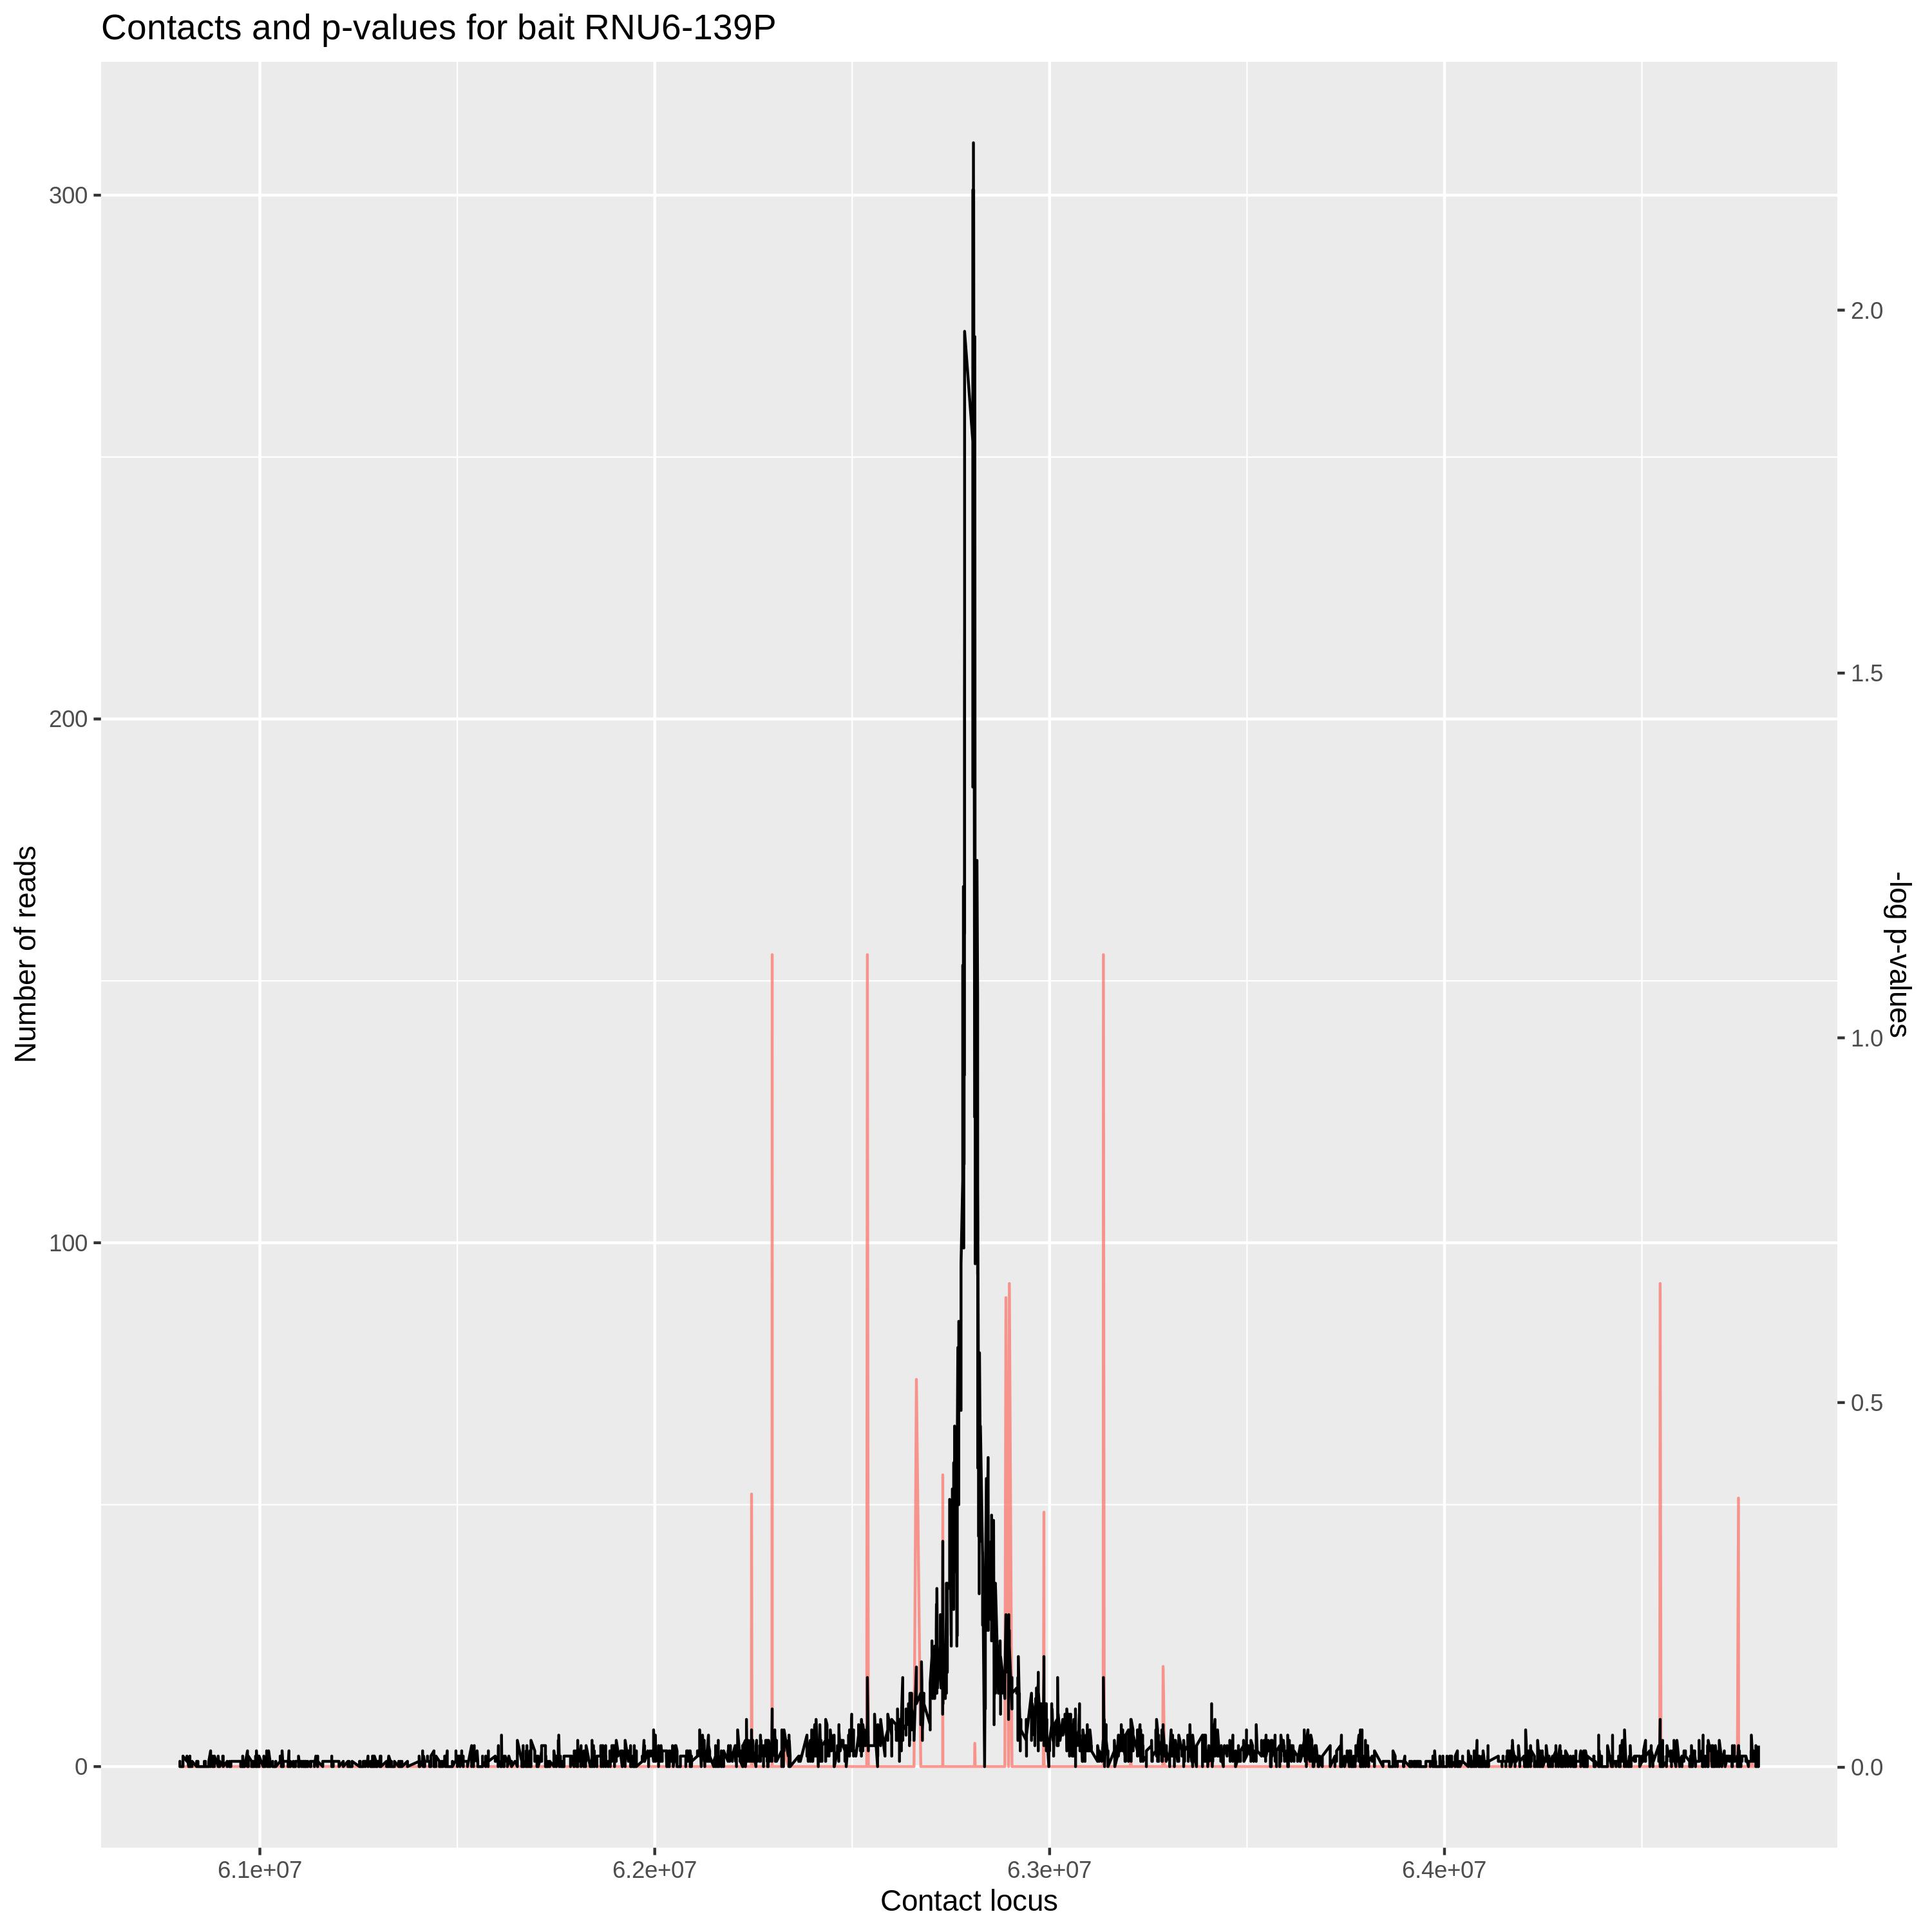 Contacts and p-values for bait RNU6-139P
300
200
100
0
Number of reads
2.0
1.5
1.0
0.5
0.0
-log p-values
6.1e+07
6.2e+07
6.3e+07
6.4e+07
Contact locus